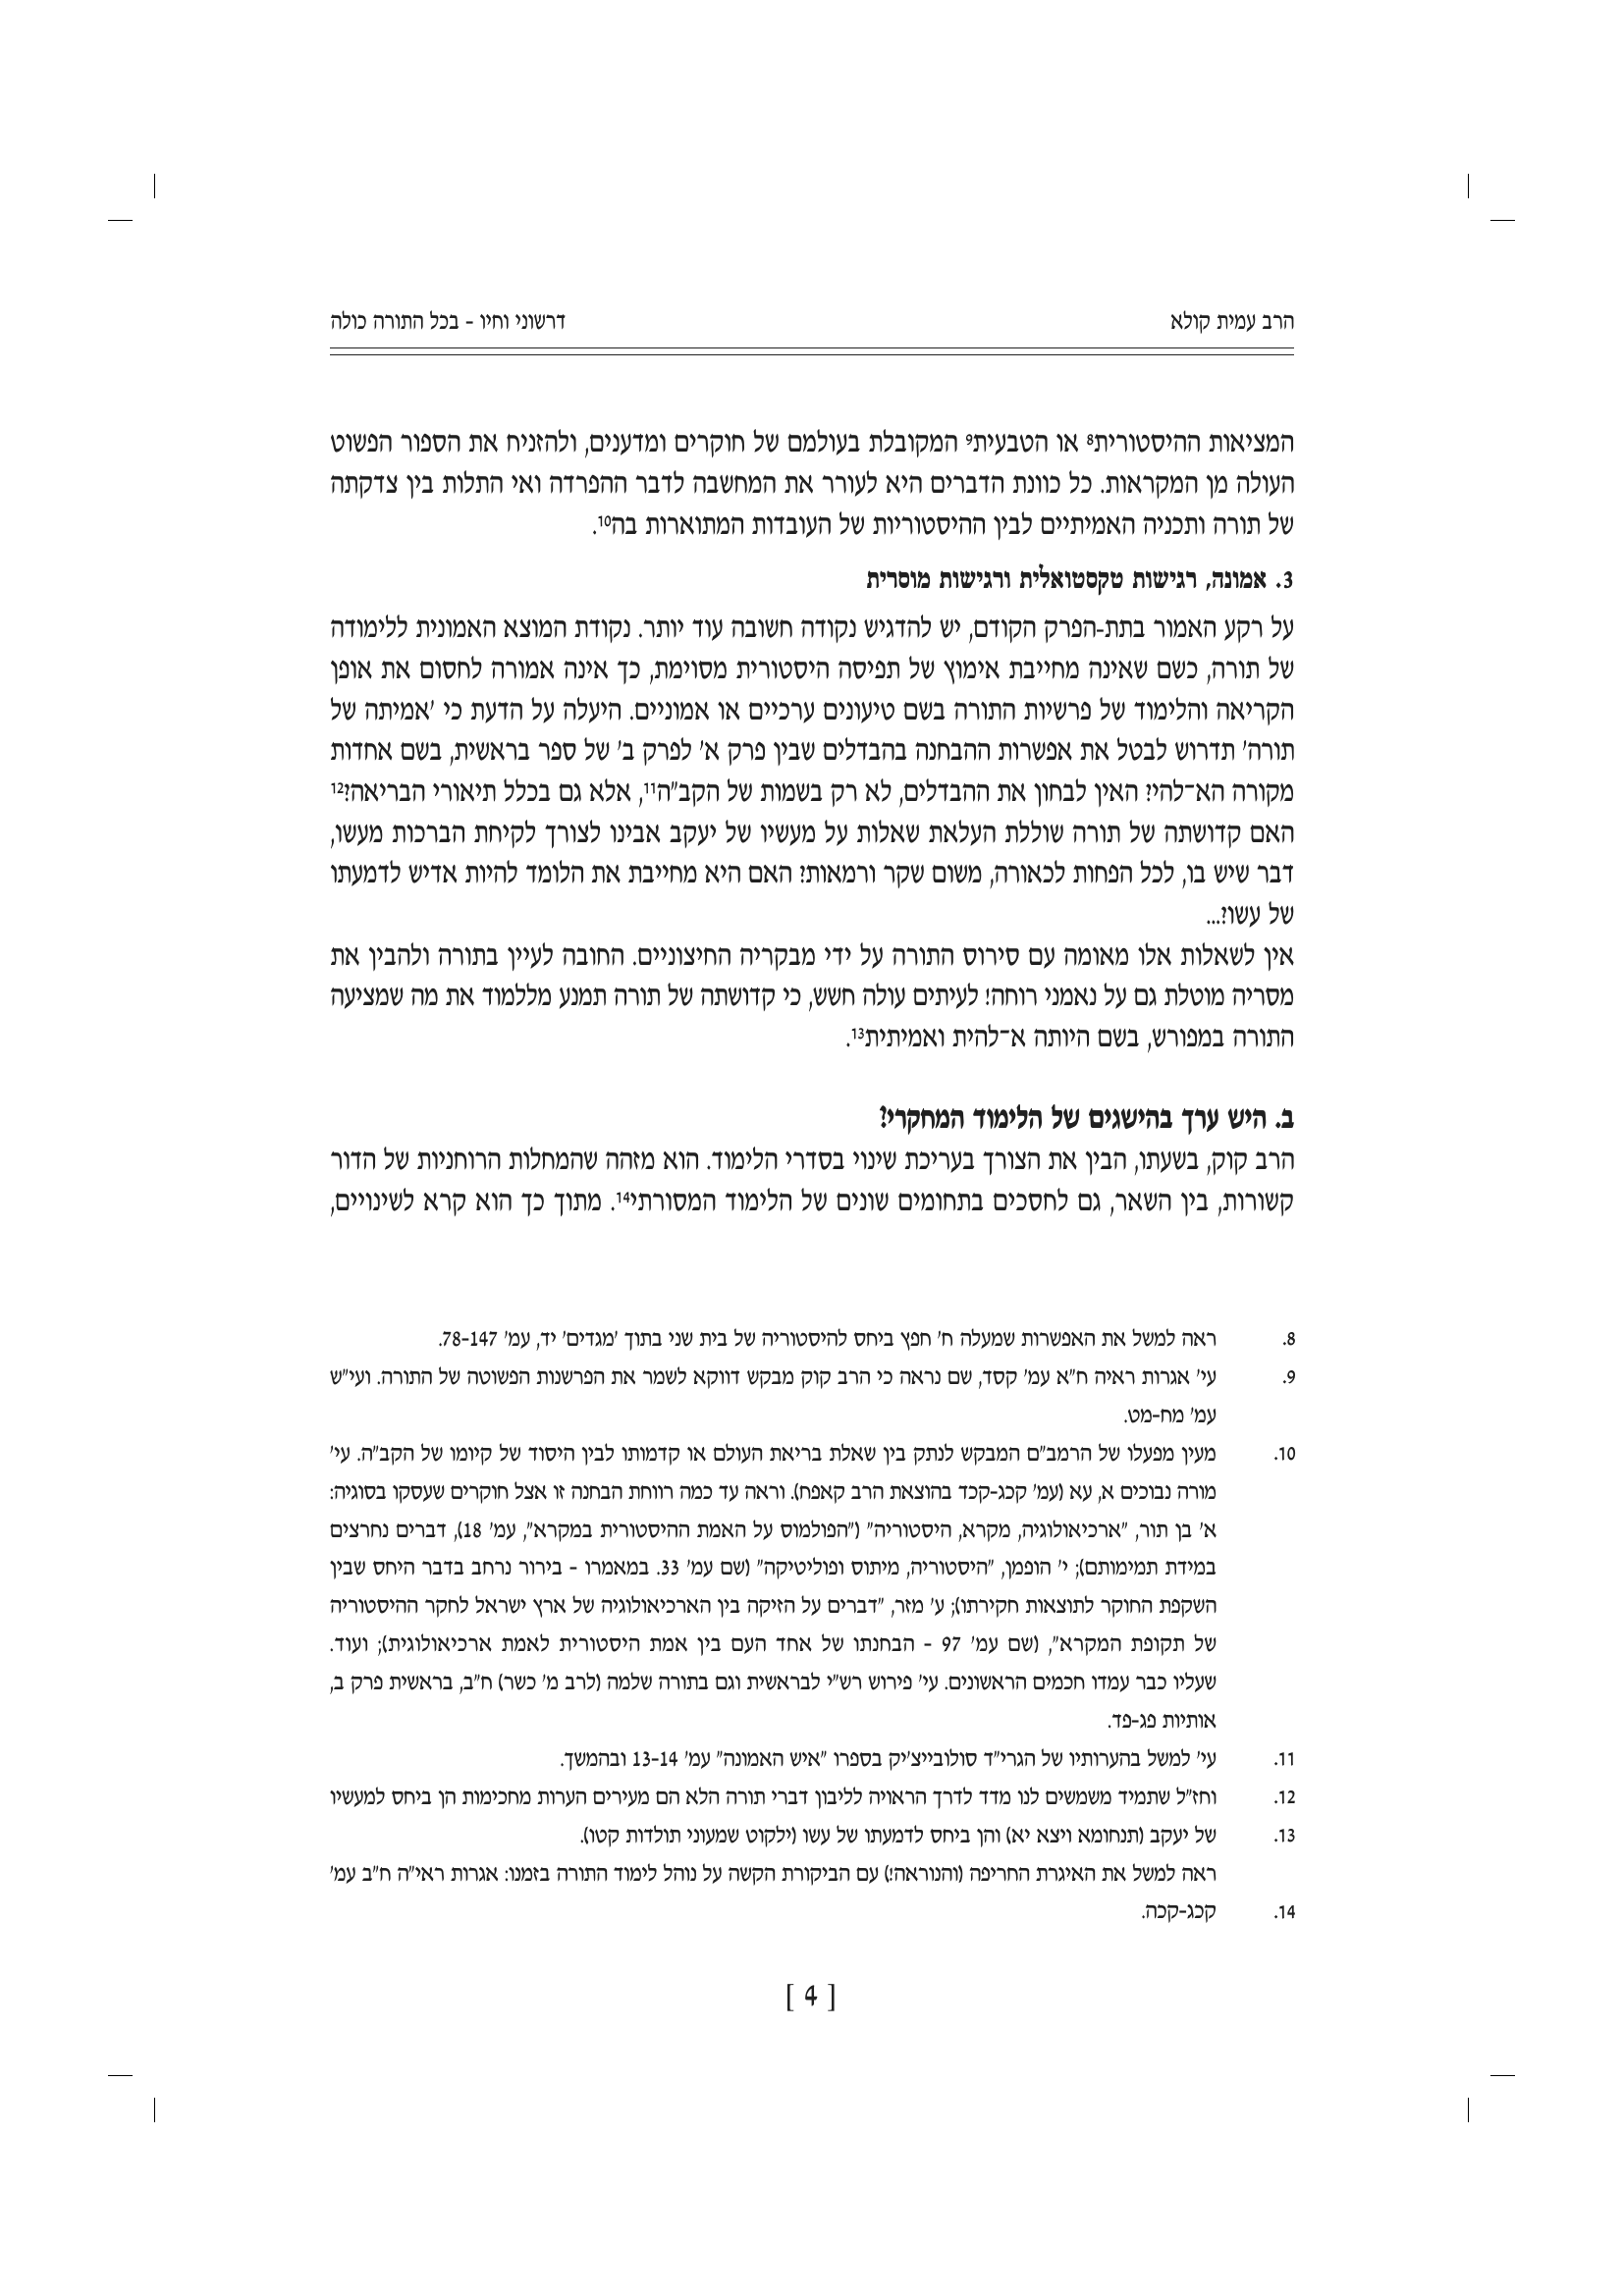 הרב עמית קולא
דרשוני וחיו - בכל התורה כולה
המציאות ההיסטורית8 או הטבעית9 המקובלת בעולמם של חוקרים ומדענים, ולהזניח את הספור הפשוט
העולה מן המקראות. כל כוונת הדברים היא לעורר את המחשבה לדבר ההפרדה ואי התלות בין צדקתה
של תורה ותכניה האמיתיים לבין ההיסטוריות של העובדות המתוארות בה10.
3. אמונה, רגישות טקסטואלית ורגישות מוסרית
על רקע האמור בתת-הפרק הקודם, יש להדגיש נקודה חשובה עוד יותר. נקודת המוצא האמונית ללימודה
של תורה, כשם שאינה מחייבת אימוץ של תפיסה היסטורית מסוימת, כך אינה אמורה לחסום את אופן
הקריאה והלימוד של פרשיות התורה בשם טיעונים ערכיים או אמוניים. היעלה על הדעת כי 'אמיתה של
תורה' תדרוש לבטל את אפשרות ההבחנה בהבדלים שבין פרק א' לפרק ב' של ספר בראשית, בשם אחדות
מקורה הא־להי? האין לבחון את ההבדלים, לא רק בשמות של הקב"ה11, אלא גם בכלל תיאורי הבריאה?12
האם קדושתה של תורה שוללת העלאת שאלות על מעשיו של יעקב אבינו לצורך לקיחת הברכות מעשו,
דבר שיש בו, לכל הפחות לכאורה, משום שקר ורמאות? האם היא מחייבת את הלומד להיות אדיש לדמעתו
של עשו?...
אין לשאלות אלו מאומה עם סירוס התורה על ידי מבקריה החיצוניים. החובה לעיין בתורה ולהבין את
מסריה מוטלת גם על נאמני רוחה! לעיתים עולה חשש, כי קדושתה של תורה תמנע מללמוד את מה שמציעה
התורה במפורש, בשם היותה א־להית ואמיתית13.
ב. היש ערך בהישגים של הלימוד המחקרי?
הרב קוק, בשעתו, הבין את הצורך בעריכת שינוי בסדרי הלימוד. הוא מזהה שהמחלות הרוחניות של הדור
קשורות, בין השאר, גם לחסכים בתחומים שונים של הלימוד המסורתי14. מתוך כך הוא קרא לשינויים,
8. ראה למשל את האפשרות שמעלה ח' חפץ ביחס להיסטוריה של בית שני בתוך 'מגדים' יד, עמ' 78-147.
9. עי' אגרות ראיה ח"א עמ' קסד, שם נראה כי הרב קוק מבקש דווקא לשמר את הפרשנות הפשוטה של התורה. ועי"ש
עמ' מח-מט.
10. מעין מפעלו של הרמב"ם המבקש לנתק בין שאלת בריאת העולם או קדמותו לבין היסוד של קיומו של הקב"ה. עי'
מורה נבוכים א, עא (עמ' קכג-קכד בהוצאת הרב קאפח). וראה עד כמה רווחת הבחנה זו אצל חוקרים שעסקו בסוגיה:
א' בן תור, "ארכיאולוגיה, מקרא, היסטוריה" ("הפולמוס על האמת ההיסטורית במקרא", עמ' 18), דברים נחרצים
במידת תמימותם); י' הופמן, "היסטוריה, מיתוס ופוליטיקה" (שם עמ' 33. במאמרו - בירור נרחב בדבר היחס שבין
השקפת החוקר לתוצאות חקירתו); ע' מזר, "דברים על הזיקה בין הארכיאולוגיה של ארץ ישראל לחקר ההיסטוריה
של תקופת המקרא", (שם עמ' 97 - הבחנתו של אחד העם בין אמת היסטורית לאמת ארכיאולוגית); ועוד.
שעליו כבר עמדו חכמים הראשונים. עי' פירוש רש"י לבראשית וגם בתורה שלמה (לרב מ' כשר) ח"ב, בראשית פרק ב,
אותיות פג-פד.
11. עי' למשל בהערותיו של הגרי"ד סולובייצ'יק בספרו "איש האמונה" עמ' 13-14 ובהמשך.
12. וחז"ל שתמיד משמשים לנו מדד לדרך הראויה לליבון דברי תורה הלא הם מעירים הערות מחכימות הן ביחס למעשיו
13. של יעקב (תנחומא ויצא יא) והן ביחס לדמעתו של עשו (ילקוט שמעוני תולדות קטו).
ראה למשל את האיגרת החריפה (והנוראה!) עם הביקורת הקשה על נוהל לימוד התורה בזמנו: אגרות ראי"ה ח"ב עמ'
14. קכג-קכה.
[ 4 ]